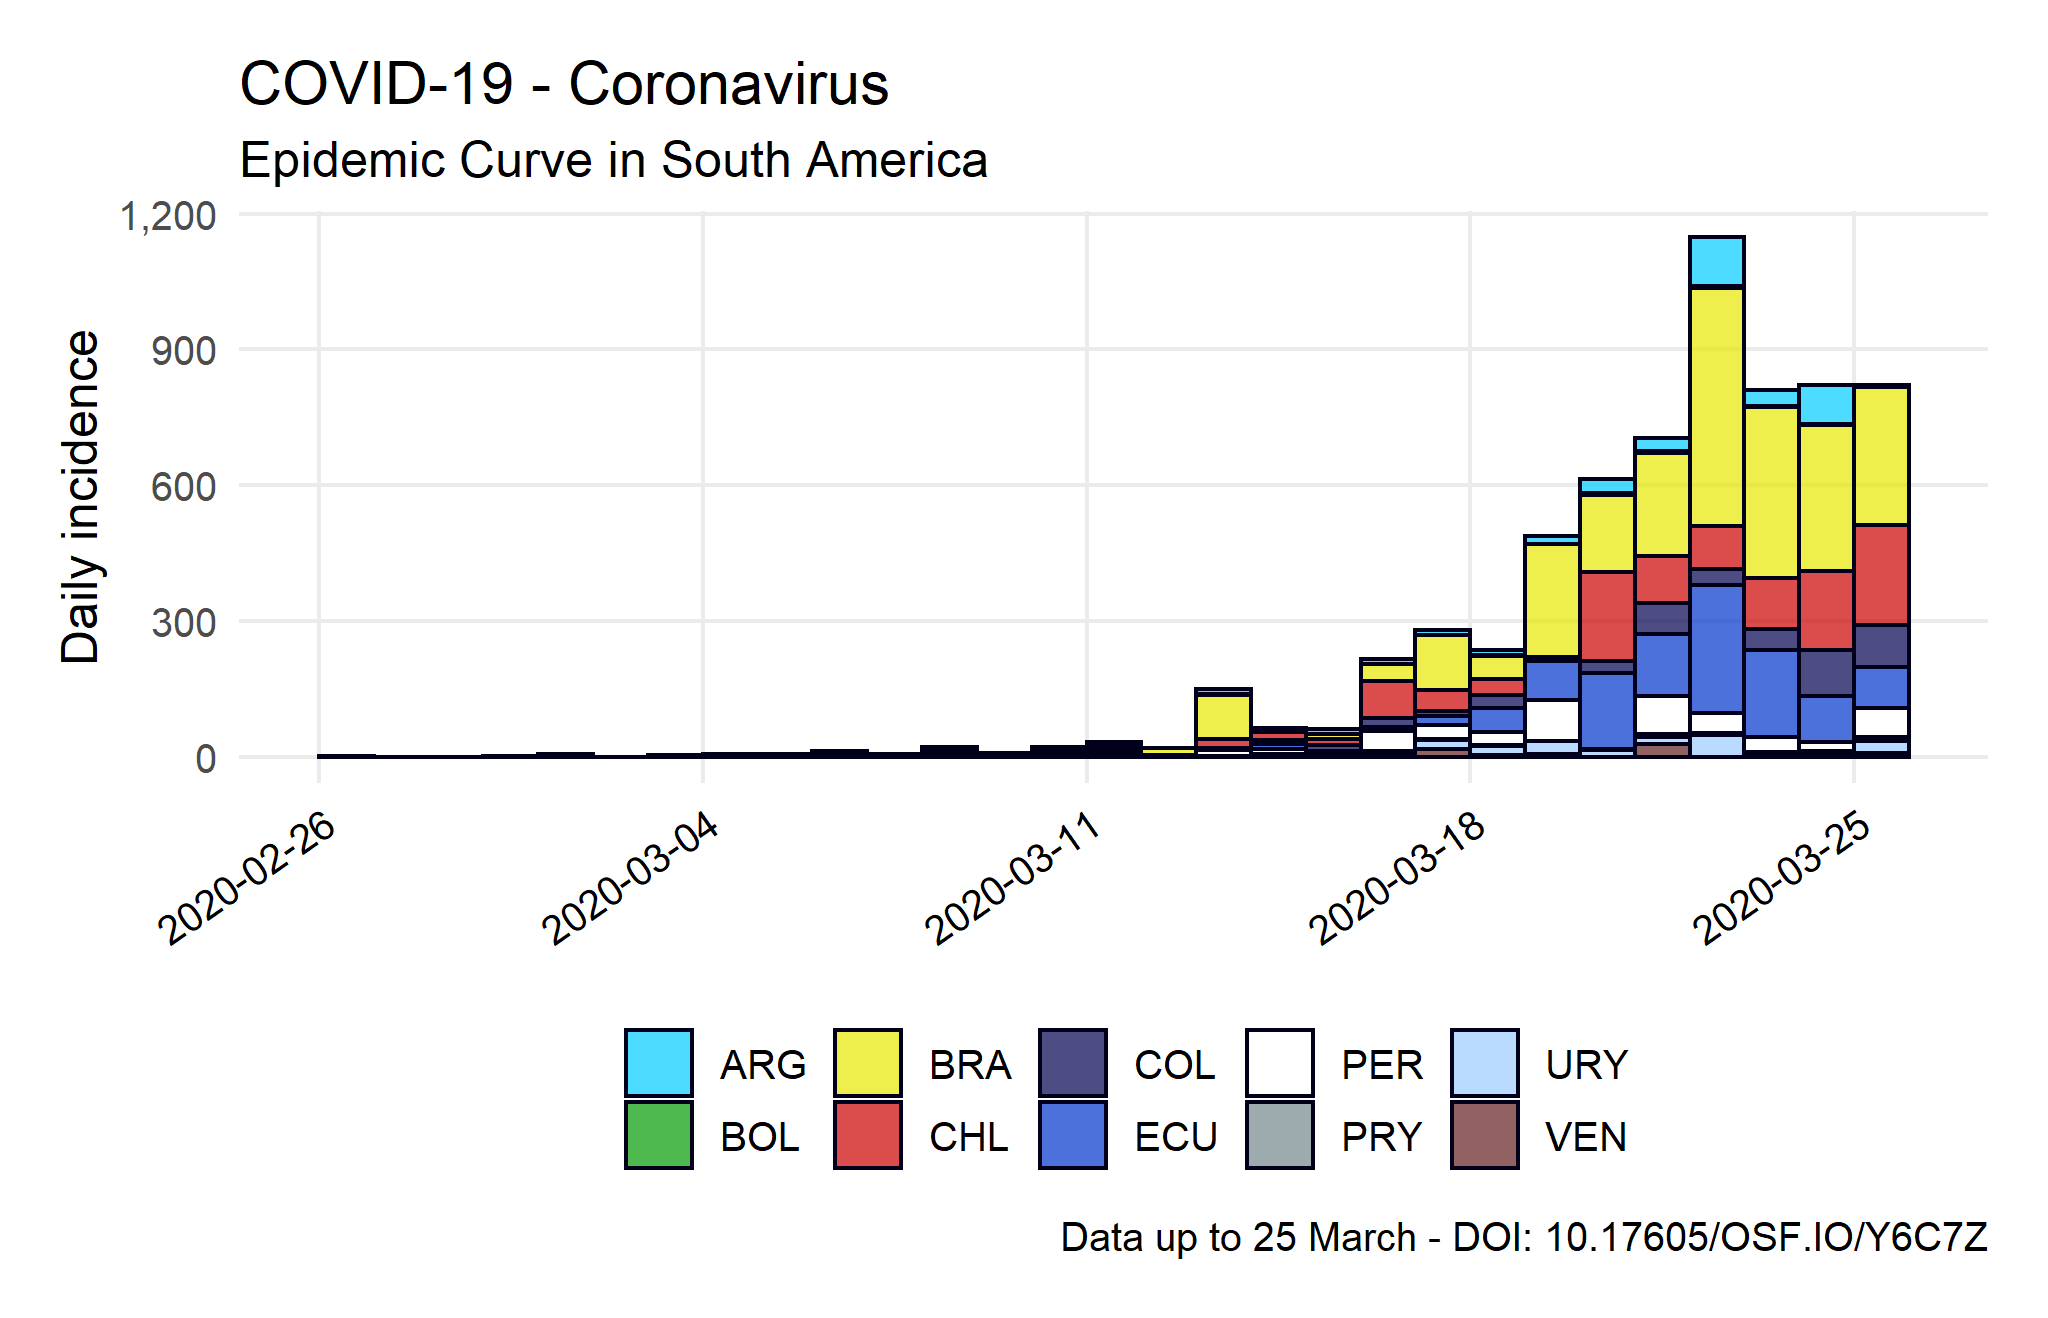 COVID-19 - Coronavirus
Epidemic Curve in South America
Daily incidence
1,200
900
600
300
0
2020-02-26
2020-03-04
2020-03-11
2020-03-18
2020-03-25
ARG BRA COL PER URY
BOL CHL ECU PRY VEN
Data up to 25 March - DOI: 10.17605/OSF.IO/Y6C7Z